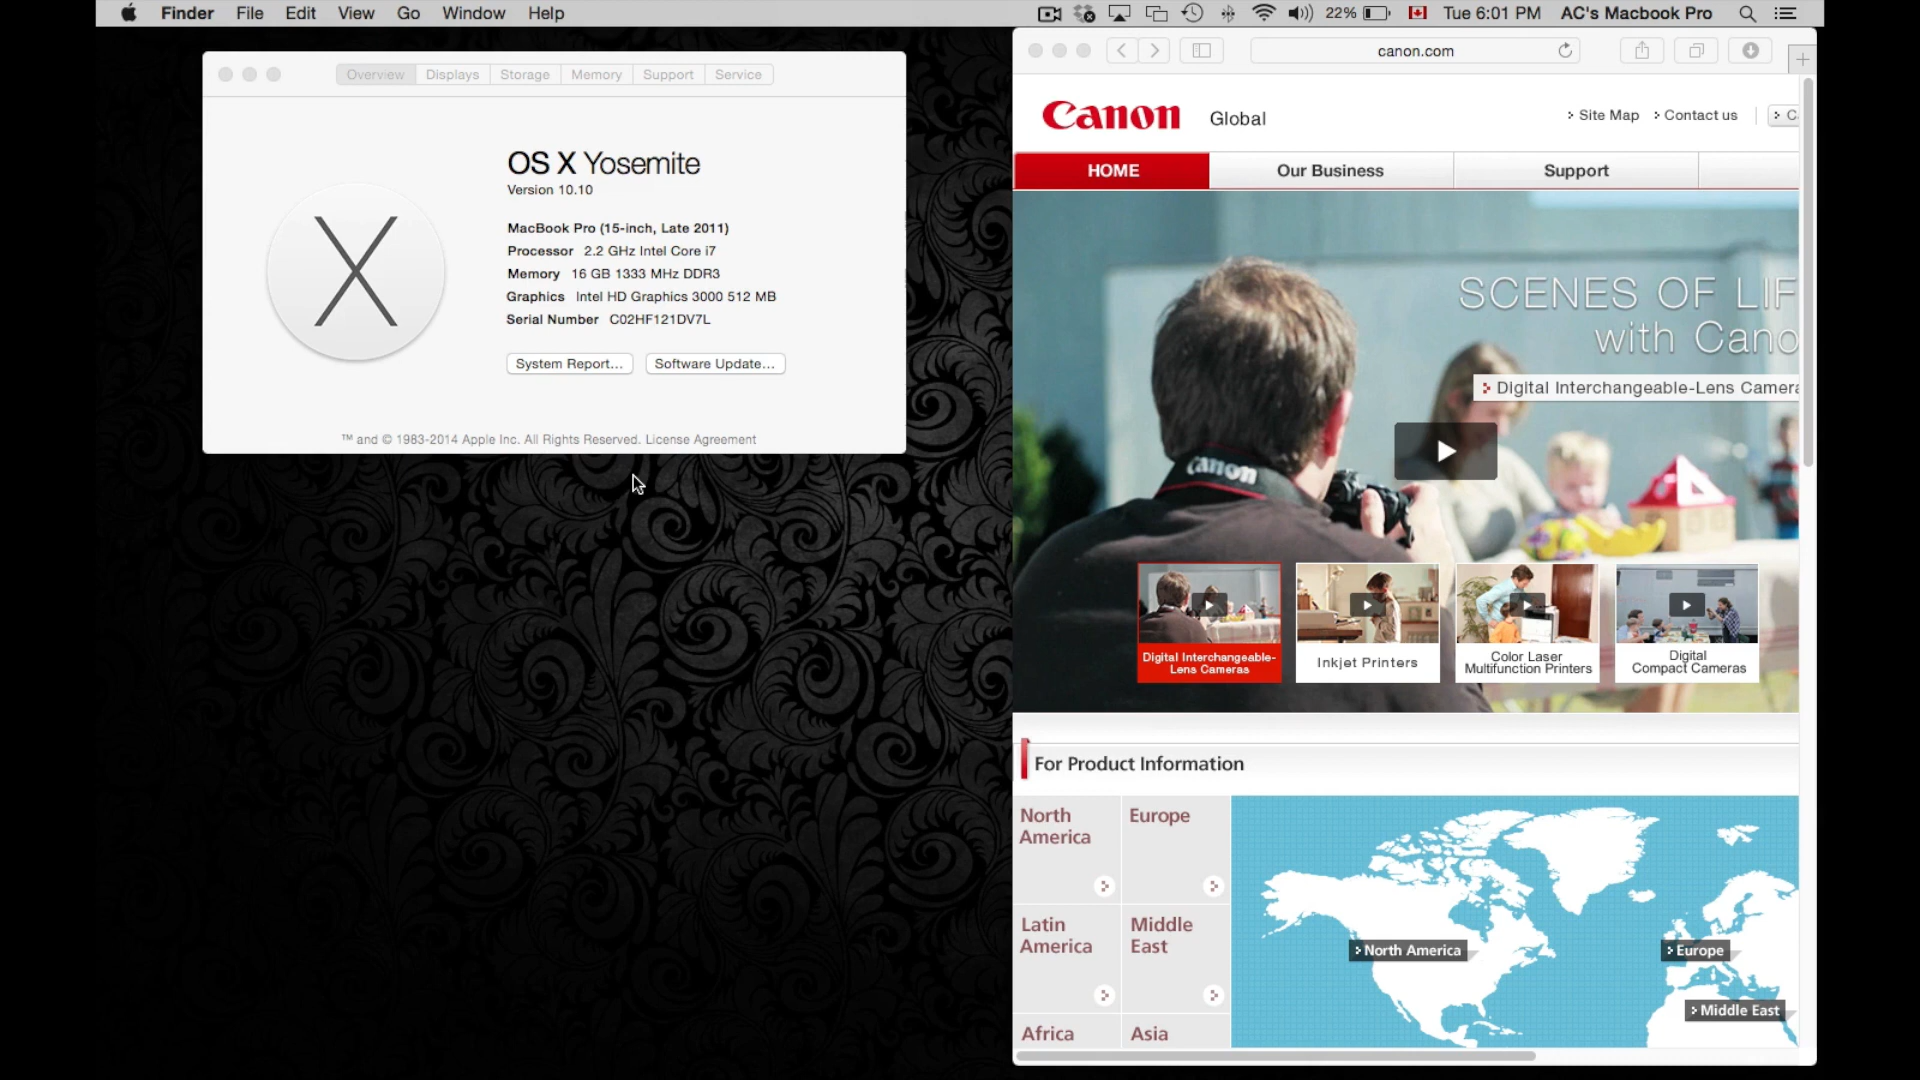 Finder File Edit View Go Window Help
22% Tue 6:01 PM AC's Macbook Pro
Overview Displays Storage Memory Support Service
OS X Yosemite
Version 10.10
MacBook Pro (15-inch, Late 2011)
Processor 2.2 GHz Intel Core i7
Memory 16 GB 1333 MHz DDR3
Graphics Intel HD Graphics 3000 512 MB
Serial Number C02HF121DV7L
System Report... Software Update...
™ and © 1983-2014 Apple Inc. All Rights Reserved. License Agreement
canon.com
Canon Global
Site Map Contact us
HOME Our Business Support
SCENES OF LIF
with Cano
Digital Interchangeable-Lens Camera
Canon
Digital Interchangeable-
Lens Cameras
Inkjet Printers
Color Laser
Multifunction Printers
Digital
Compact Cameras
For Product Information
North
America
Europe
Latin
America
Middle
East
Africa
Asia
North America
Europe
Middle East